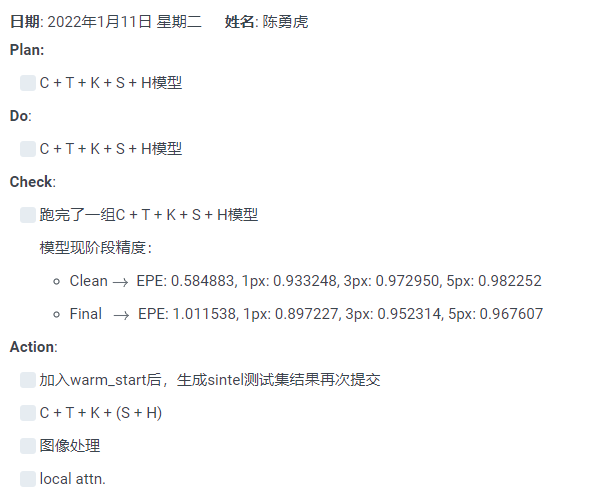 日期: 2022年1月11日 星期二 姓名: 陈勇虎
Plan:
C + T + K + S + H模型
Do:
C + T + K + S + H模型
Check:
跑完了一组C + T + K + S + H模型
模型现阶段精度：
Clean → EPE: 0.584883, 1px: 0.933248, 3px: 0.972950, 5px: 0.982252
Final → EPE: 1.011538, 1px: 0.897227, 3px: 0.952314, 5px: 0.967607
Action:
加入warm_start后，生成sintel测试集结果再次提交
C + T + K + (S + H)
图像处理
local attn.